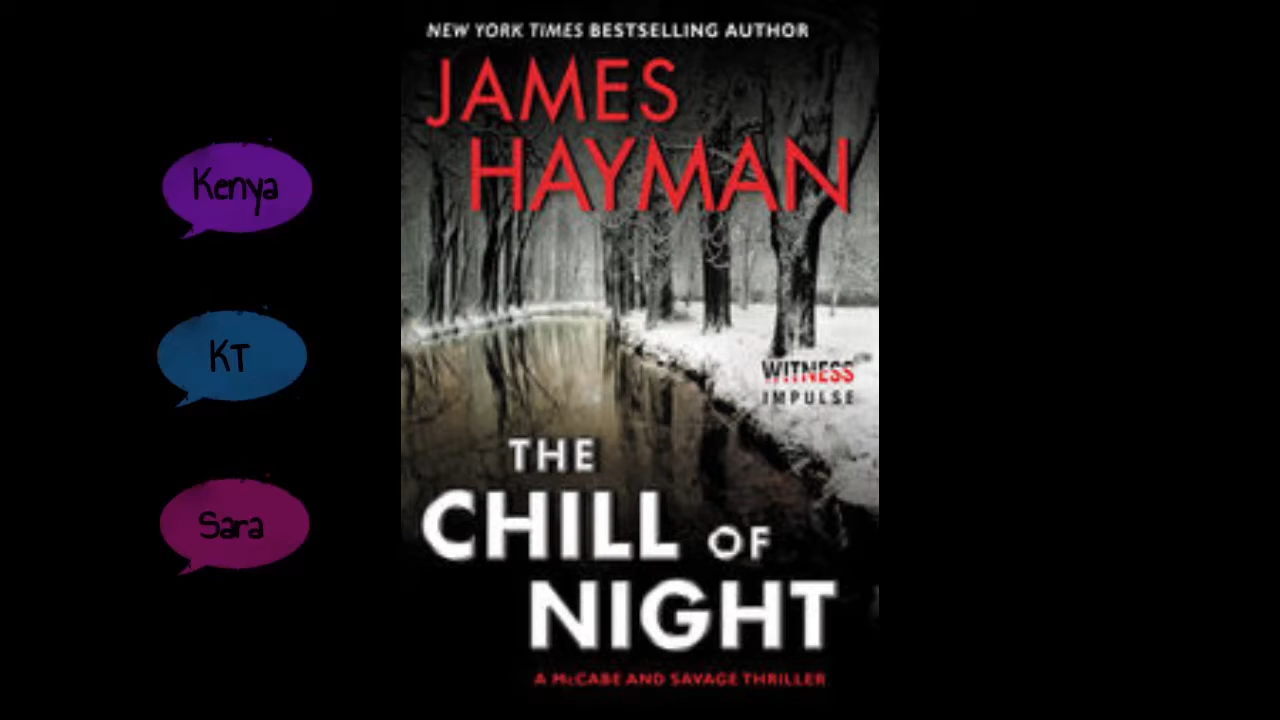 Kenya
KT
Sara
NEW YORK TIMES BESTSELLING AUTHOR
JAMES
HAYMAN
WITNESS
IMPULSE
THE
CHILL OF
NIGHT
A McCABE AND SAVAGE THRILLER